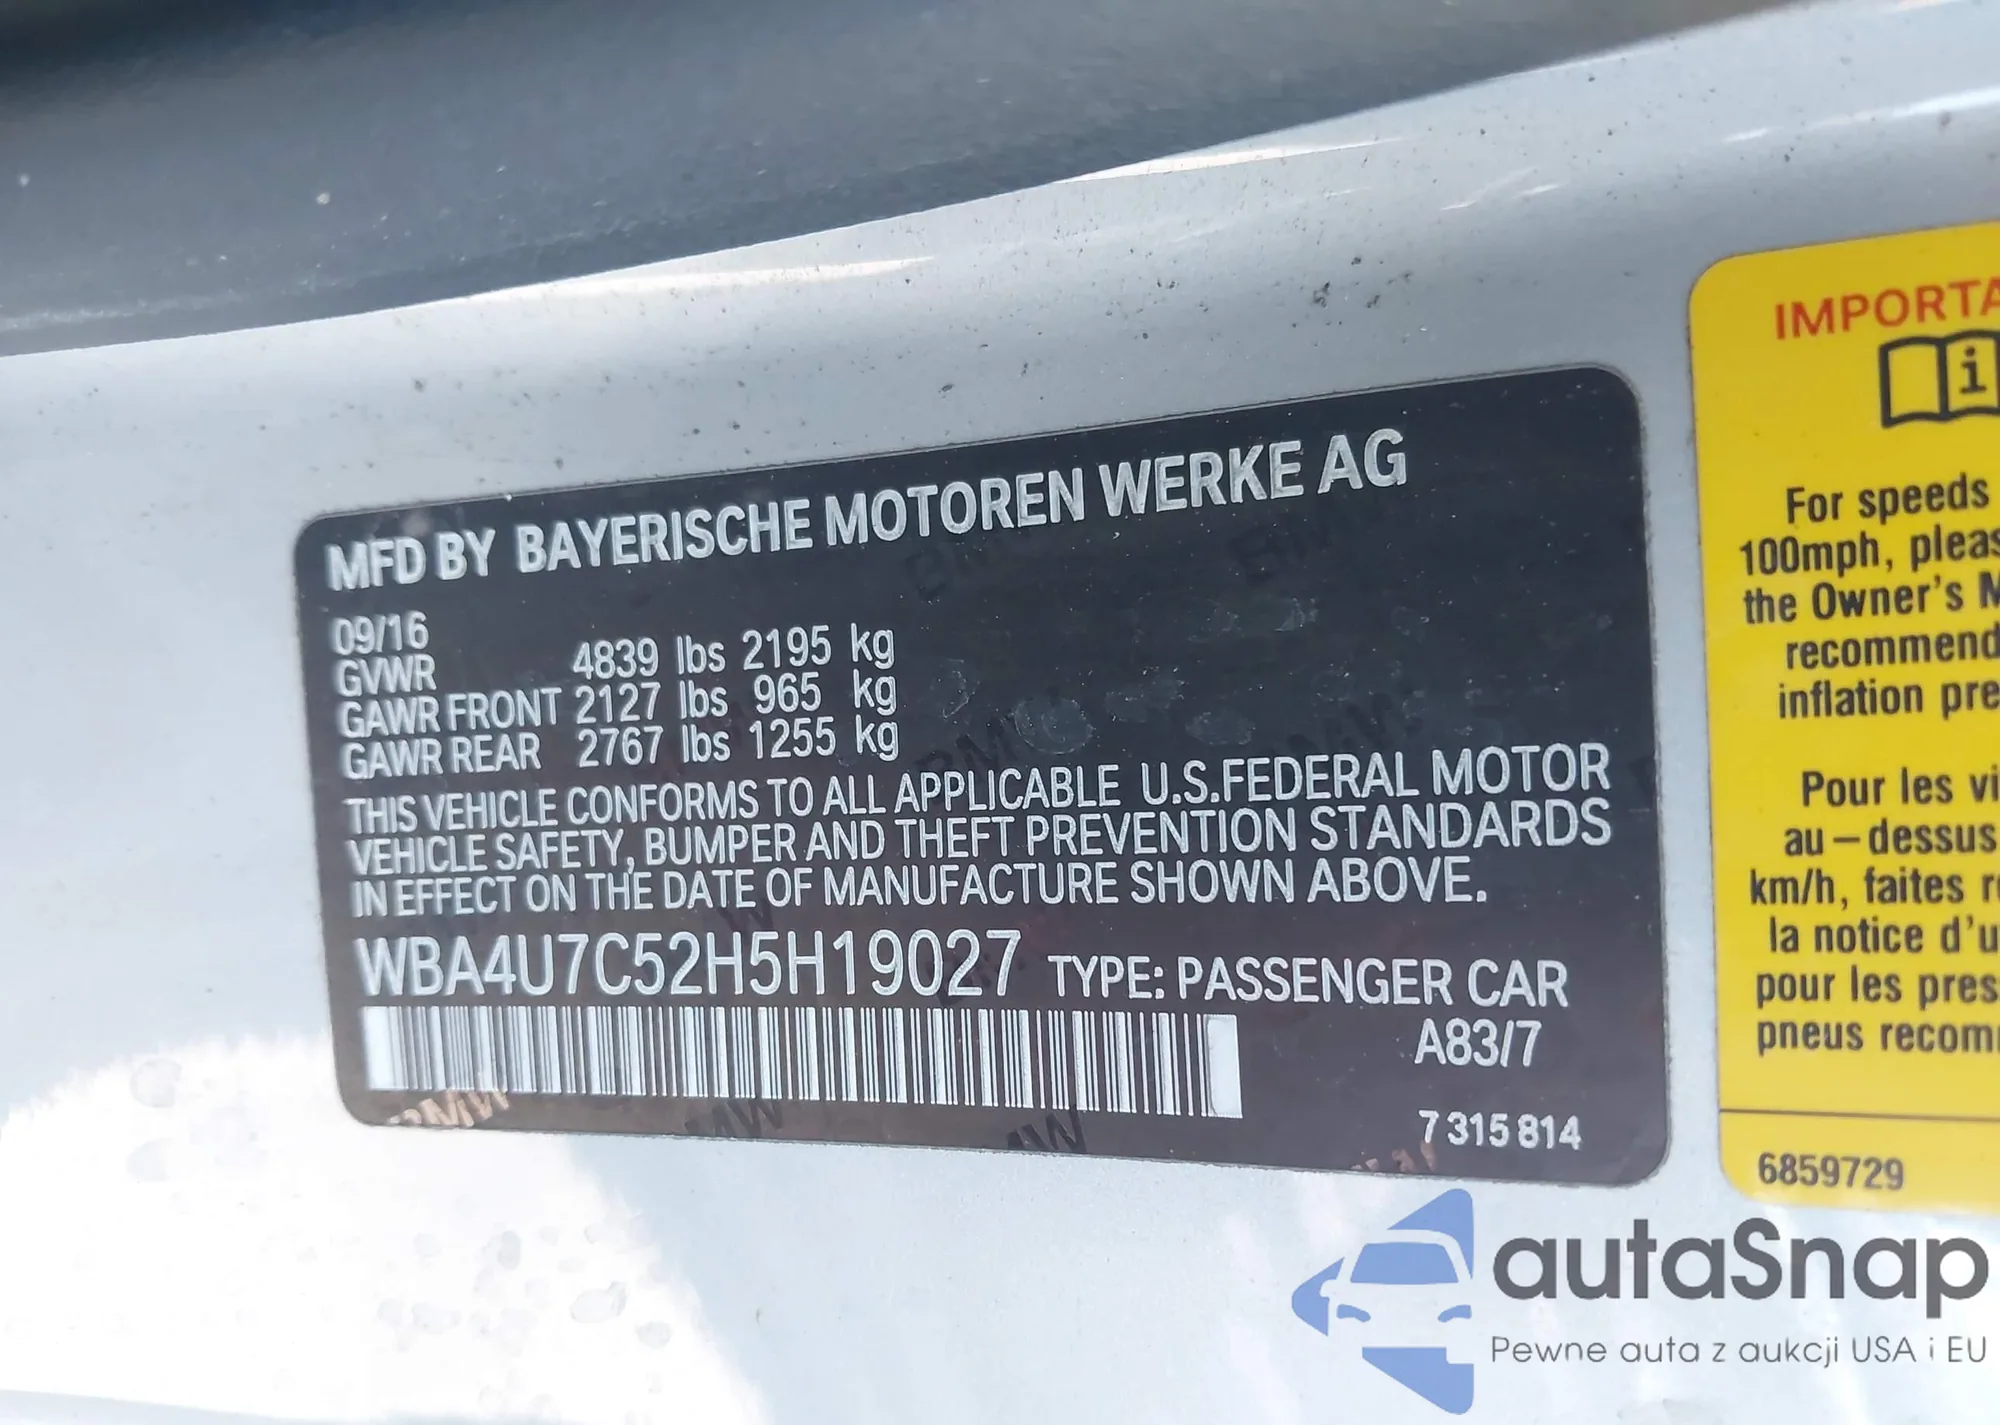 MFD BY BAYERISCHE MOTOREN WERKE AG
09/16
GVWR 4839 lbs 2195 kg
GAWR FRONT 2127 lbs 965 kg
GAWR REAR 2767 lbs 1255 kg
THIS VEHICLE CONFORMS TO ALL APPLICABLE U.S.FEDERAL MOTOR
VEHICLE SAFETY, BUMPER AND THEFT PREVENTION STANDARDS
IN EFFECT ON THE DATE OF MANUFACTURE SHOWN ABOVE.
WBA4U7C52H5H19027 TYPE: PASSENGER CAR
A83/7
7 315 814
IMPORTA
i
For speeds
100mph, pleas
the Owner's M
recommend
inflation pre
Pour les vi
au–dessus
km/h, faites r
la notice d'u
pour les pres
pneus recom
6859729
autaSnap
Pewne auta z aukcji USA i EU